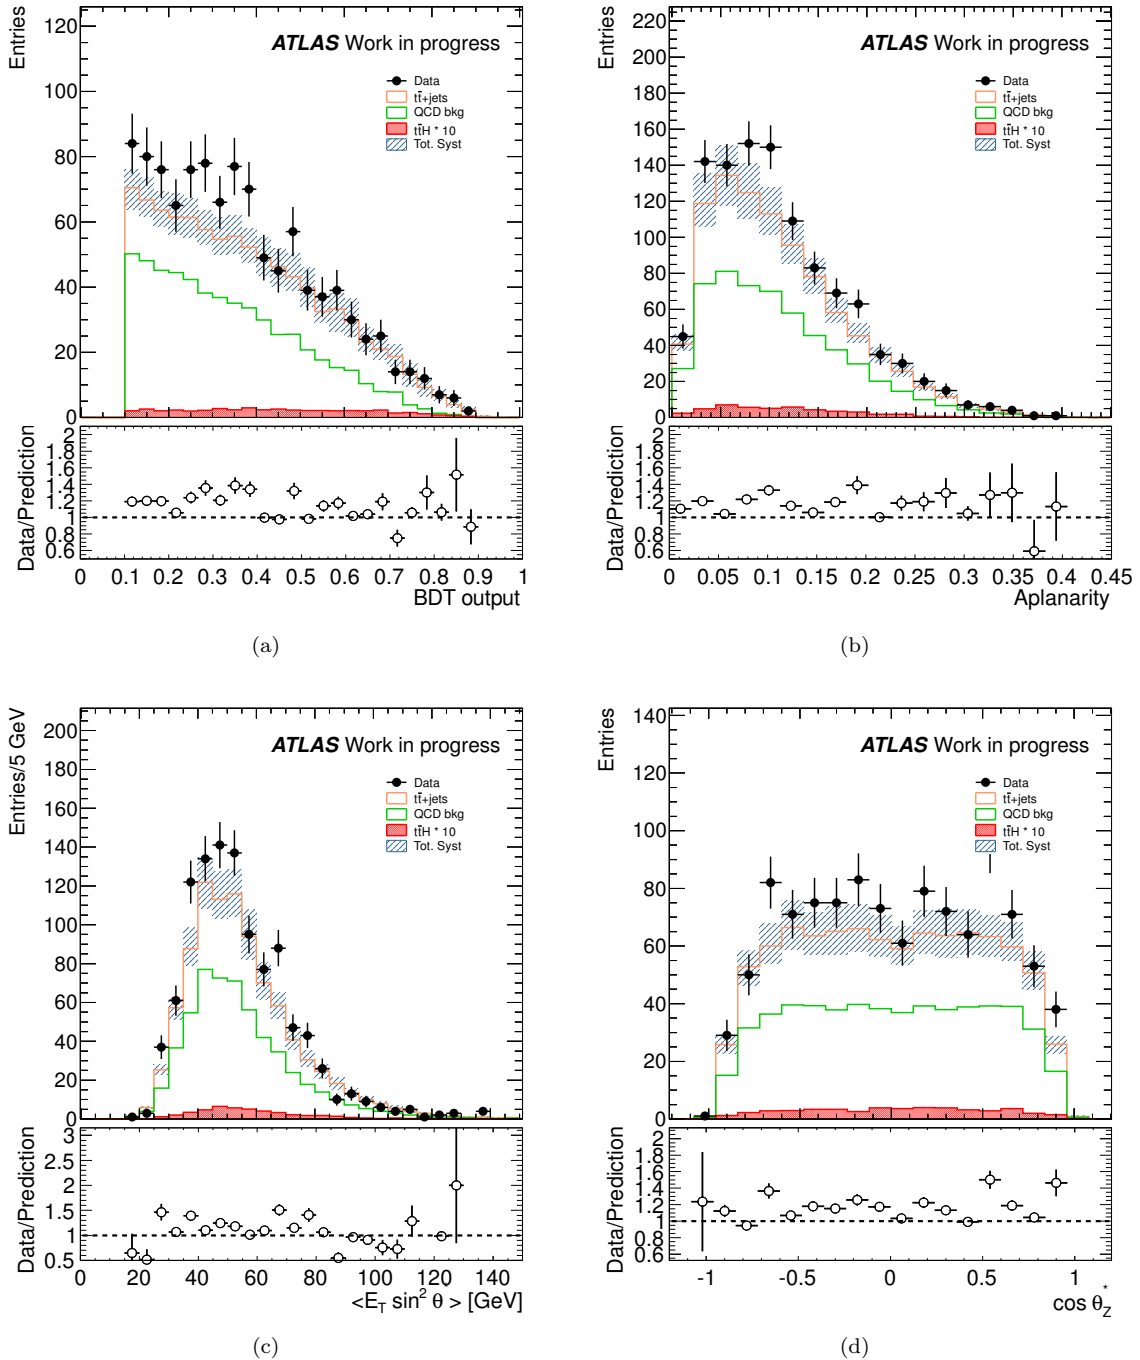 Entries
120
100
80
60
40
20
0
ATLAS Work in progress
Data
tt̄+jets
QCD bkg
tt̄H * 10
Tot. Syst
Data/Prediction
2
1.8
1.6
1.4
1.2
1
0.8
0.6
0 0.1 0.2 0.3 0.4 0.5 0.6 0.7 0.8 0.9 1
BDT output
(a)
Entries
220
200
180
160
140
120
100
80
60
40
20
0
ATLAS Work in progress
Data
tt̄+jets
QCD bkg
tt̄H * 10
Tot. Syst
Data/Prediction
2
1.8
1.6
1.4
1.2
1
0.8
0.6
0 0.05 0.1 0.15 0.2 0.25 0.3 0.35 0.4 0.45
Aplanarity
(b)
Entries/5 GeV
200
180
160
140
120
100
80
60
40
20
0
ATLAS Work in progress
Data
tt̄+jets
QCD bkg
tt̄H * 10
Tot. Syst
Data/Prediction
3
2.5
2
1.5
1
0.5
0 20 40 60 80 100 120 140
<E_T sin² θ > [GeV]
(c)
Entries
140
120
100
80
60
40
20
0
ATLAS Work in progress
Data
tt̄+jets
QCD bkg
tt̄H * 10
Tot. Syst
Data/Prediction
2
1.8
1.6
1.4
1.2
1
0.8
0.6
-1 -0.5 0 0.5 1
cos θ*_Z
(d)